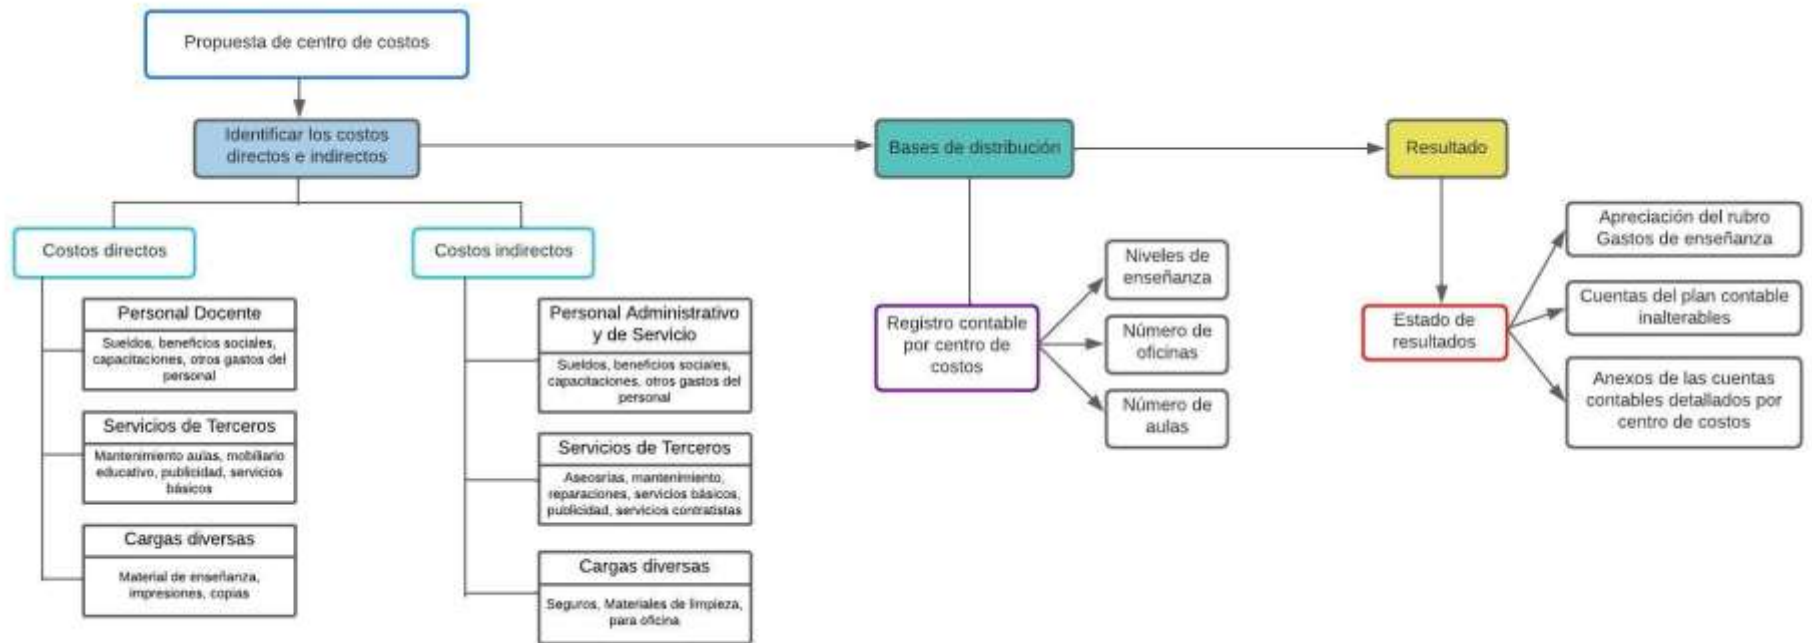 Propuesta de centro de costos
Identificar los costos
directos e indirectos
Bases de distribución
Resultado
Costos directos
Personal Docente
Sueldos, beneficios sociales,
capacitaciones, otros gastos del
personal
Servicios de Terceros
Mantenimiento aulas, mobiliario
educativo, publicidad, servicios
básicos
Cargas diversas
Material de enseñanza,
impresiones, copias
Costos indirectos
Personal Administrativo
y de Servicio
Sueldos, beneficios sociales,
capacitaciones, otros gastos del
personal
Servicios de Terceros
Aseosrías, mantenimiento,
reparaciones, servicios básicos,
publicidad, servicios contratistas
Cargas diversas
Seguros, Materiales de limpieza,
para oficina
Registro contable
por centro de
costos
Niveles de
enseñanza
Número de
oficinas
Número de
aulas
Estado de
resultados
Apreciación del rubro
Gastos de enseñanza
Cuentas del plan contable
inalterables
Anexos de las cuentas
contables detallados por
centro de costos